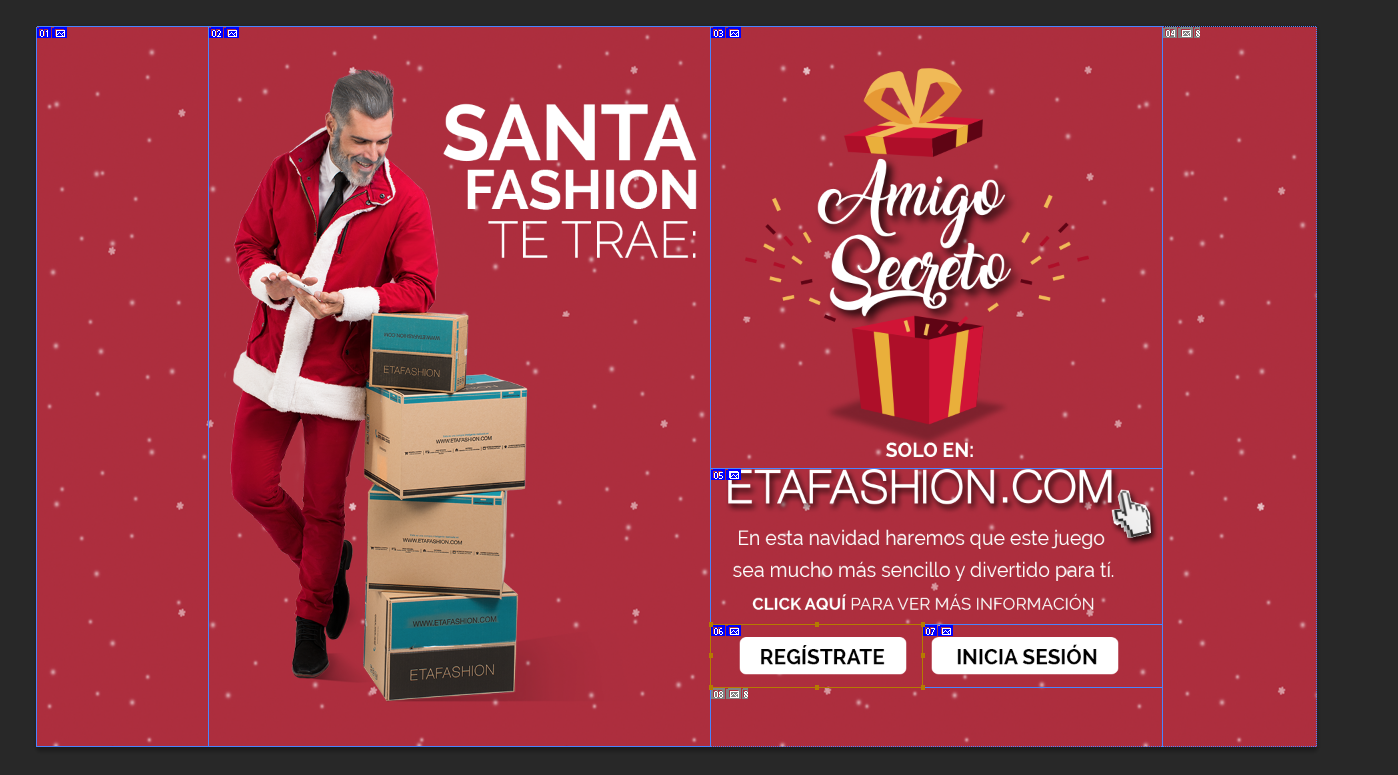 01
02
03
04
SANTA
FASHION
TE TRAE:
Amigo
Secreto
ETAFASHION
WWW.ETAFASHION.COM
WWW.ETAFASHION.COM
WWW.ETAFASHION.COM
ETAFASHION
SOLO EN:
05
ETAFASHION.COM
En esta navidad haremos que este juego
sea mucho más sencillo y divertido para tí.
CLICK AQUÍ PARA VER MÁS INFORMACIÓN
06
07
REGÍSTRATE
INICIA SESIÓN
08